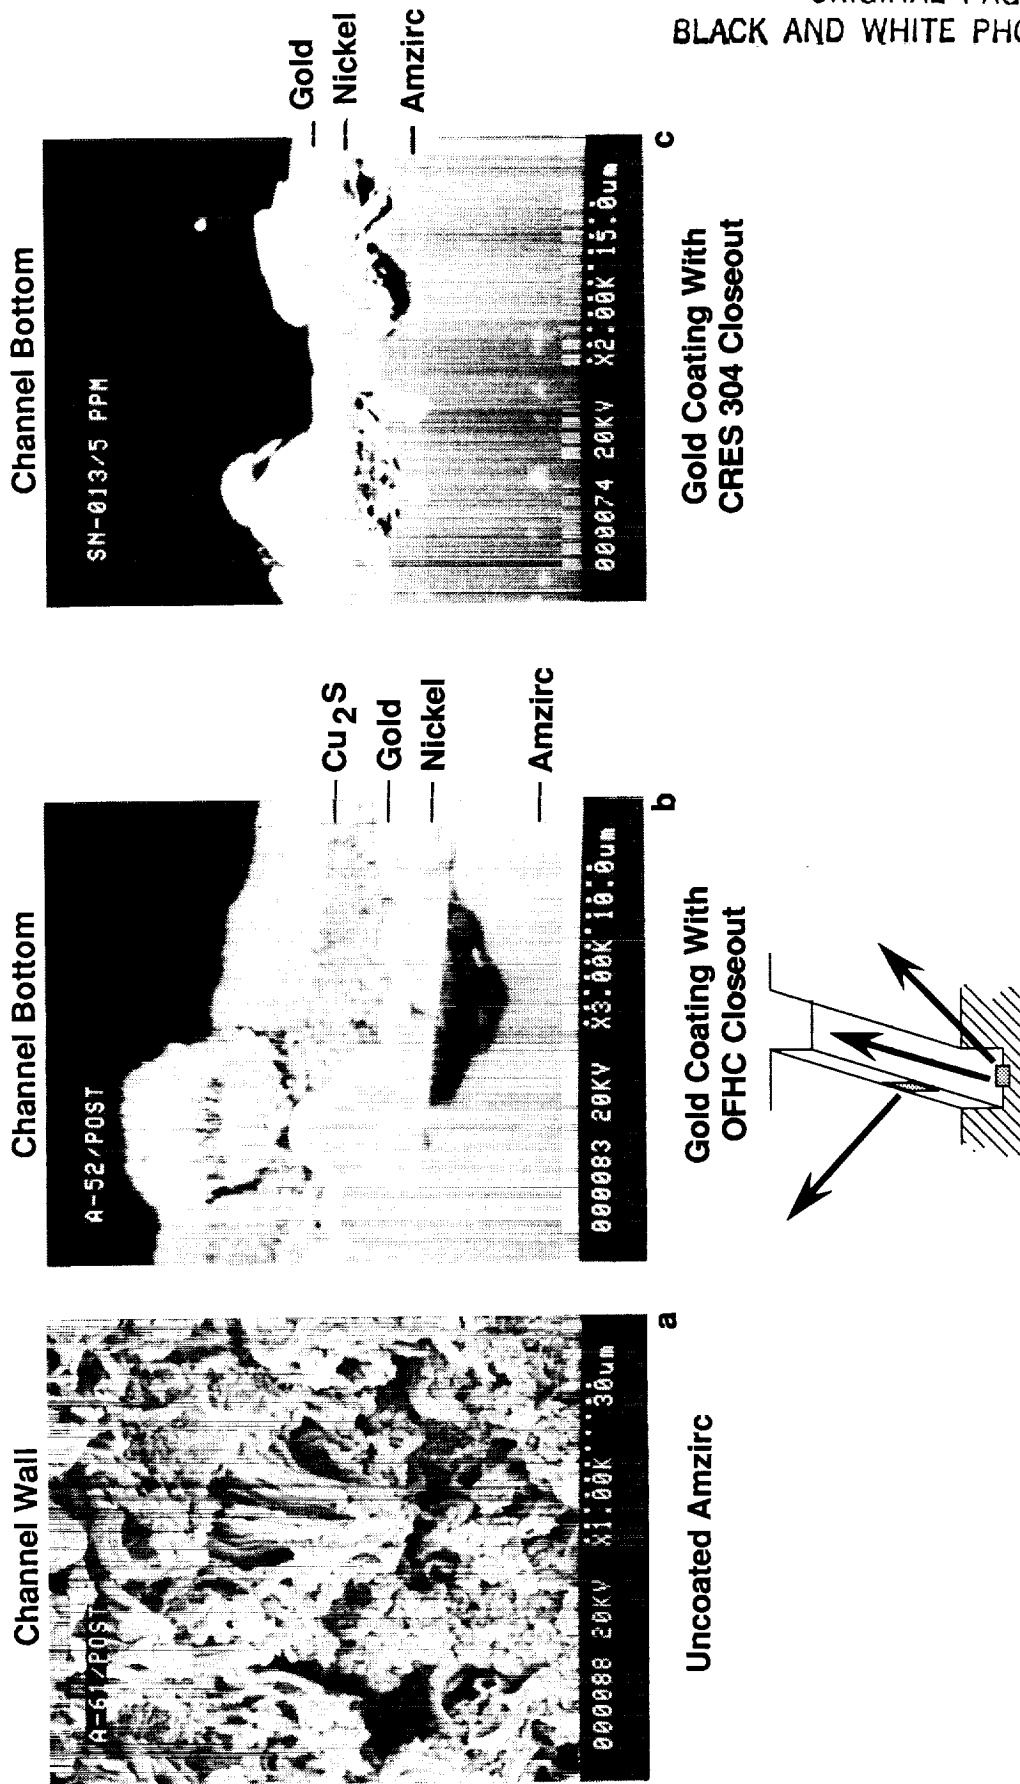 ORIGINAL
BLACK AND WHITE
Channel Wall
A-61/POST
000088 20KV X1.00K 30um
a
Uncoated Amzirc
Channel Bottom
A-52/POST
Cu2S
Gold
Nickel
Amzirc
000083 20KV X3.00K 10.0um
b
Gold Coating With
OFHC Closeout
Channel Bottom
SN-013/5 PPM
Gold
Nickel
Amzirc
000074 20KV X2.00K 15.0um
c
Gold Coating With
CRES 304 Closeout